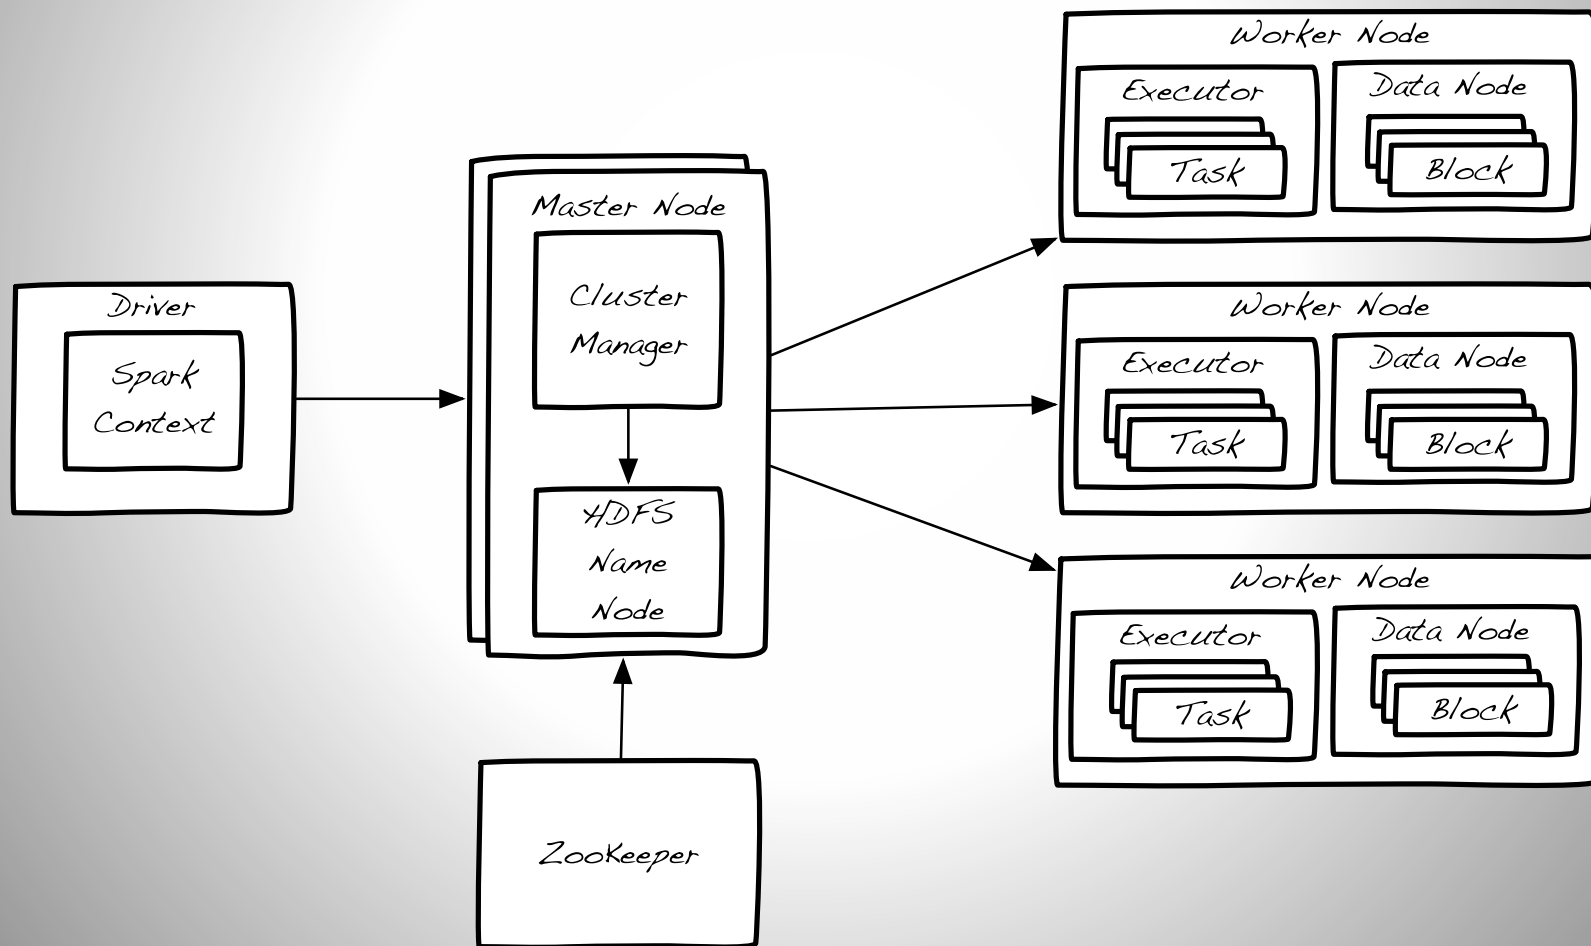 Driver
Spark
Context
Master Node
Cluster
Manager
HDFS
Name
Node
ZooKeeper
Worker Node
Executor
Task
Data Node
Block
Worker Node
Executor
Task
Data Node
Block
Worker Node
Executor
Task
Data Node
Block